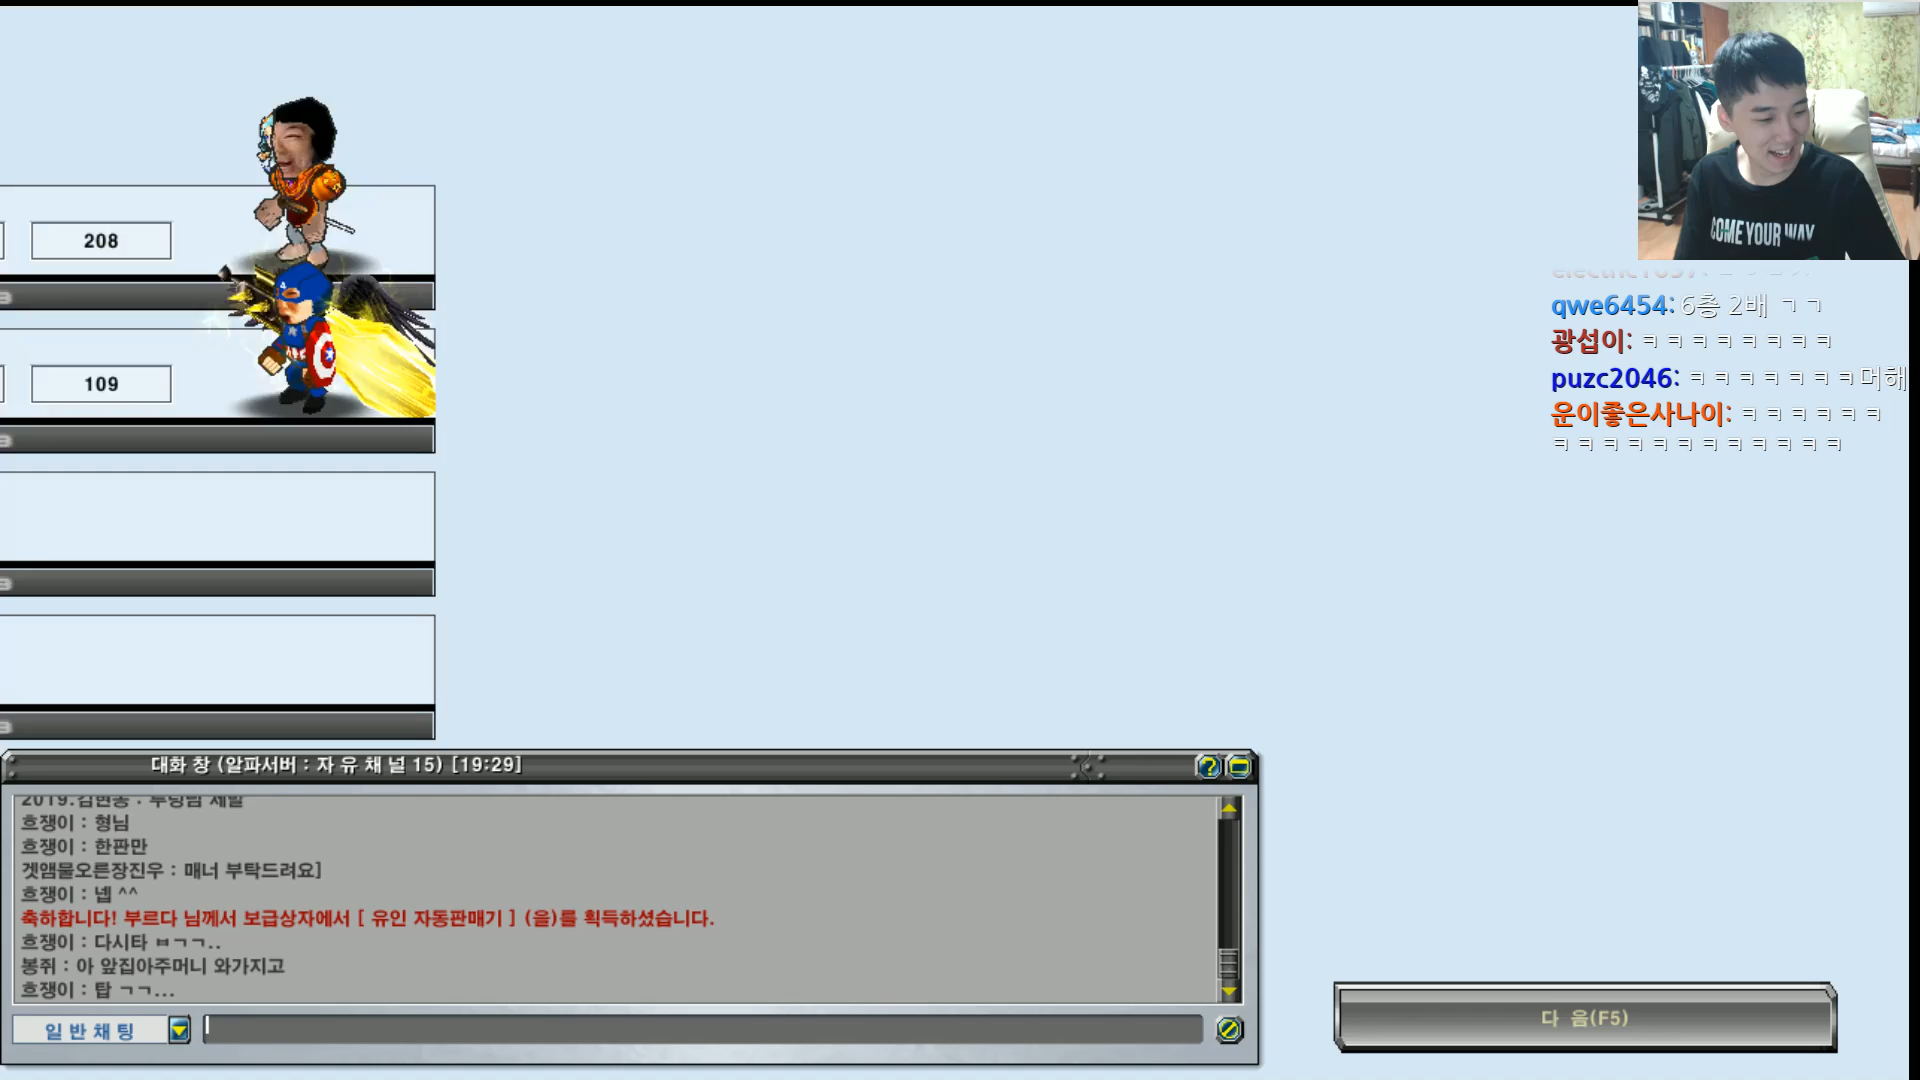 COME YOUR WAY
208
qwe6454: 6층 2배 ㄱㄱ
광섭이: ㅋㅋㅋㅋㅋㅋㅋㅋ
puzc2046: ㅋㅋㅋㅋㅋㅋㅋ머해
109
운이좋은사나이: ㅋㅋㅋㅋㅋㅋ
ㅋㅋㅋㅋㅋㅋㅋㅋㅋㅋㅋㅋ
대화 창 (알파서버 : 자 유 채 널 15) [19:29]
흐쟁이 : 형님
흐쟁이 : 한판만
겟앰물오른장진우 : 매너 부탁드려요]
흐쟁이 : 넵 ^^
축하합니다! 부르다 님께서 보급상자에서 [ 유인 자동판매기 ] (을)를 획득하셨습니다.
흐쟁이 : 다시타 ㅂㄱㄱ..
봉쥐 : 아 앞집아주머니 와가지고
흐쟁이 : 탑 ㄱㄱ...
일 반 채 팅
다 음(F5)